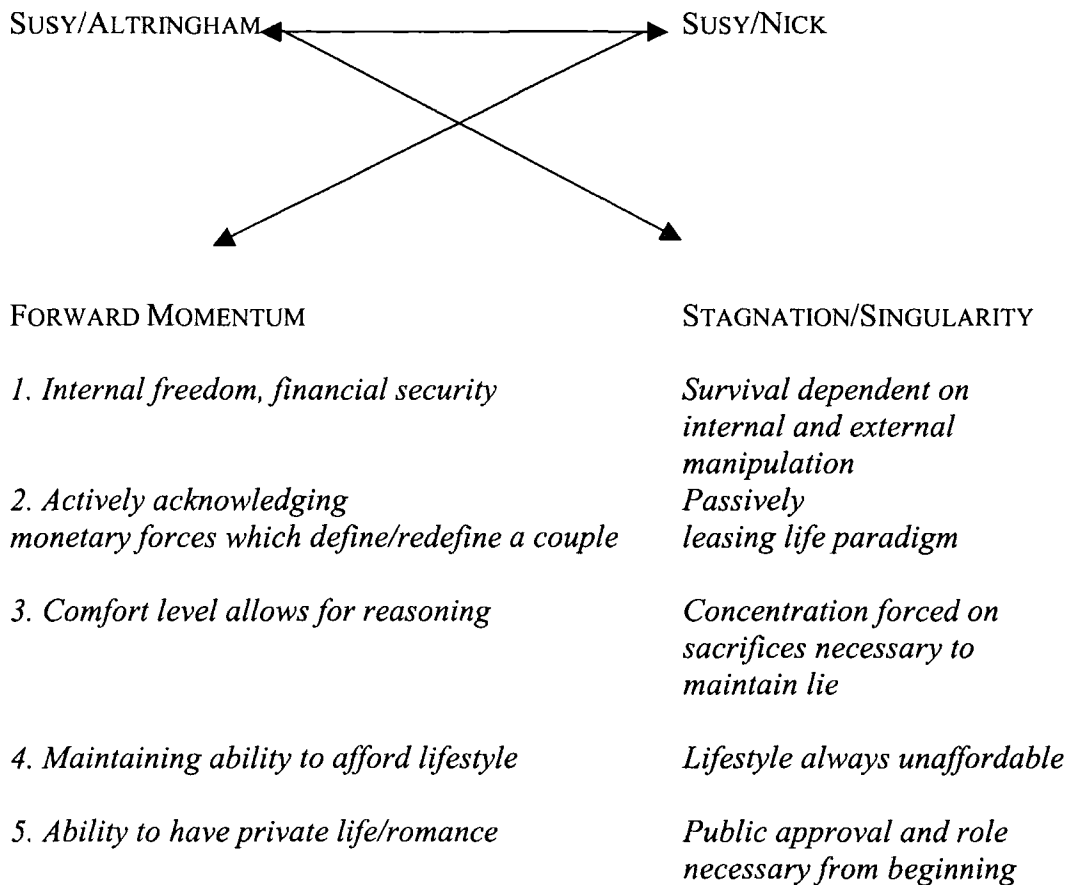 SUSY/ALTRINGHAM SUSY/NICK
FORWARD MOMENTUM STAGNATION/SINGULARITY
1. Internal freedom, financial security Survival dependent on
internal and external
manipulation
2. Actively acknowledging Passively
monetary forces which define/redefine a couple leasing life paradigm
3. Comfort level allows for reasoning Concentration forced on
sacrifices necessary to
maintain lie
4. Maintaining ability to afford lifestyle Lifestyle always unaffordable
5. Ability to have private life/romance Public approval and role
necessary from beginning